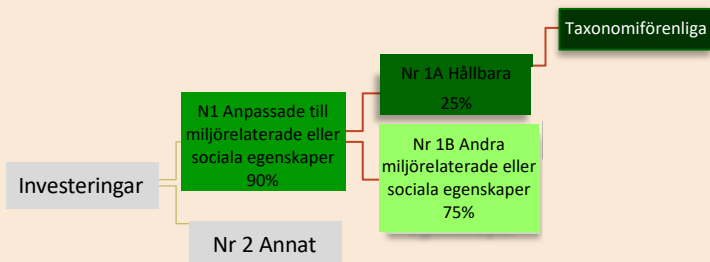 Investeringar
N1 Anpassade till
miljörelaterade eller
sociala egenskaper
90%
Nr 2 Annat
Nr 1A Hållbara
25%
Nr 1B Andra
miljörelaterade eller
sociala egenskaper
75%
Taxonomiförenliga